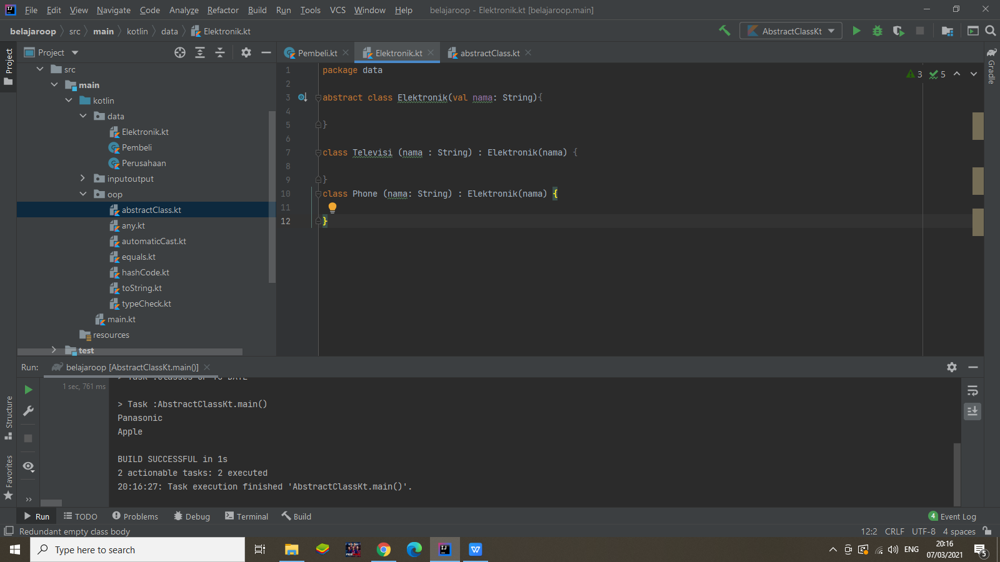 File Edit View Navigate Code Analyze Refactor Build Run Tools VCS Window Help belajaroop - Elektronik.kt [belajaroop.main]
belajaroop src main kotlin data Elektronik.kt AbstractClassKt
Project
Project
Pembeli.kt Elektronik.kt abstractClass.kt
Gradle
src
main
kotlin
data
Elektronik.kt
Pembeli
Perusahaan
inputoutput
oop
abstractClass.kt
any.kt
automaticCast.kt
equals.kt
hashCode.kt
toString.kt
typeCheck.kt
main.kt
resources
test
1 package data
3 5
2
3 abstract class Elektronik(val nama: String){
4
5 }
6
7 class Televisi (nama : String) : Elektronik(nama) {
8
9 }
10 class Phone (nama: String) : Elektronik(nama) {
11
12 }
Run: belajaroop [AbstractClassKt.main()]
> Task :classes UP-TO-DATE
1 sec, 761 ms
> Task :AbstractClassKt.main()
Panasonic
Apple
BUILD SUCCESSFUL in 1s
2 actionable tasks: 2 executed
20:16:27: Task execution finished 'AbstractClassKt.main()'.
Structure
Favorites
Run TODO Problems Debug Terminal Build 4 Event Log
Redundant empty class body 12:2 CRLF UTF-8 4 spaces
Type here to search ENG 20:16
07/03/2021 5